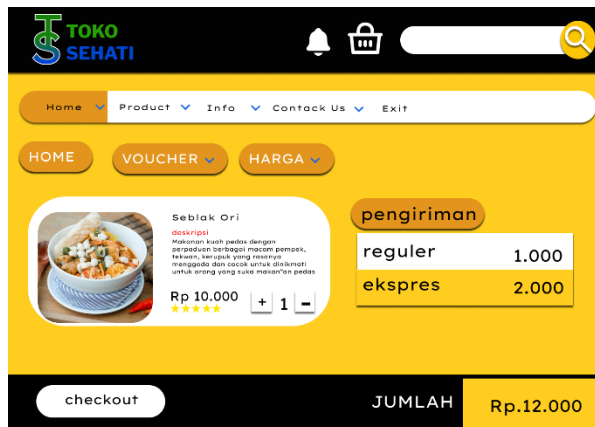 TOKO
SEHATI
Home
Product
Info
Contack Us
Exit
HOME
VOUCHER
HARGA
Seblak Ori
deskripsi
Makanan kuah pedas dengan
perpaduan berbagai macam pempek,
tekwan, kerupuk yang rasanya
menggoda dan cocok untuk dinikmati
untuk orang yang suka makan"an pedas
Rp 10.000
+ 1 -
pengiriman
reguler 1.000
ekspres 2.000
checkout
JUMLAH
Rp.12.000